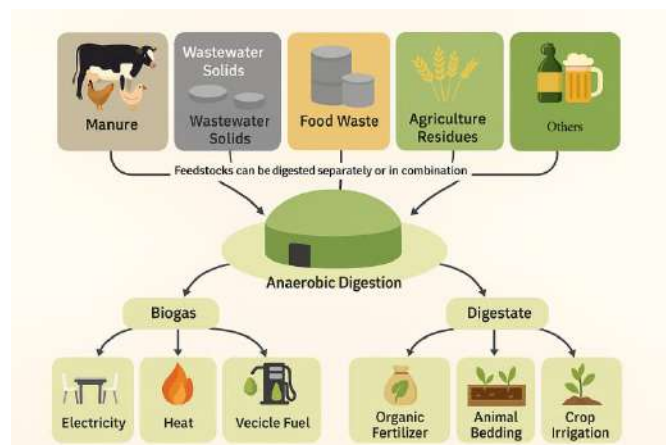 Manure
Wastewater
Solids
Wastewater
Solids
Food Waste
Agriculture
Residues
Others
Feedstocks can be digested separately or in combination
Anaerobic Digestion
Biogas
Digestate
Electricity
Heat
Vecicle Fuel
Organic
Fertilizer
Animal
Bedding
Crop
Irrigation